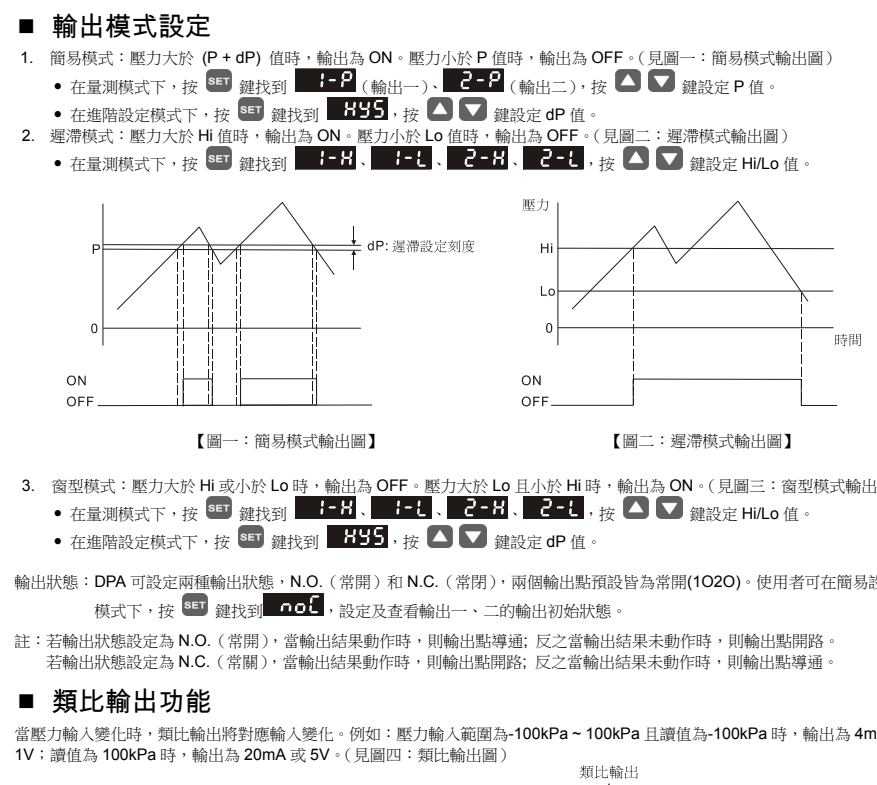 ■ 輸出模式設定
1. 簡易模式：壓力大於 (P + dP) 值時，輸出為 ON。壓力小於 P 值時，輸出為 OFF。（見圖一：簡易模式輸出圖）
• 在量測模式下，按 SET 鍵找到 1-P（輸出一）、2-P（輸出二），按 ▲ ▼ 鍵設定 P 值。
• 在進階設定模式下，按 SET 鍵找到 HYS，按 ▲ ▼ 鍵設定 dP 值。
2. 遲滯模式：壓力大於 Hi 值時，輸出為 ON。壓力小於 Lo 值時，輸出為 OFF。（見圖二：遲滯模式輸出圖）
• 在量測模式下，按 SET 鍵找到 1-H、1-L、2-H、2-L，按 ▲ ▼ 鍵設定 Hi/Lo 值。
P
dP: 遲滯設定刻度
0
ON
OFF
【圖一：簡易模式輸出圖】
壓力
Hi
Lo
0
時間
ON
OFF
【圖二：遲滯模式輸出圖】
3. 窗型模式：壓力大於 Hi 或小於 Lo 時，輸出為 OFF。壓力大於 Lo 且小於 Hi 時，輸出為 ON。（見圖三：窗型模式輸出
• 在量測模式下，按 SET 鍵找到 1-H、1-L、2-H、2-L，按 ▲ ▼ 鍵設定 Hi/Lo 值。
• 在進階設定模式下，按 SET 鍵找到 HYS，按 ▲ ▼ 鍵設定 dP 值。
輸出狀態：DPA 可設定兩種輸出狀態，N.O.（常開）和 N.C.（常閉），兩個輸出點預設皆為常開(1O2O)。使用者可在簡易設
模式下，按 SET 鍵找到 noC，設定及查看輸出一、二的輸出初始狀態。
註：若輸出狀態設定為 N.O.（常開），當輸出結果動作時，則輸出點導通; 反之當輸出結果未動作時，則輸出點開路。
若輸出狀態設定為 N.C.（常關），當輸出結果動作時，則輸出點開路; 反之當輸出結果未動作時，則輸出點導通。
■ 類比輸出功能
當壓力輸入變化時，類比輸出將對應輸入變化。例如：壓力輸入範圍為-100kPa ~ 100kPa 且讀值為-100kPa 時，輸出為 4m
1V；讀值為 100kPa 時，輸出為 20mA 或 5V。（見圖四：類比輸出圖）
類比輸出